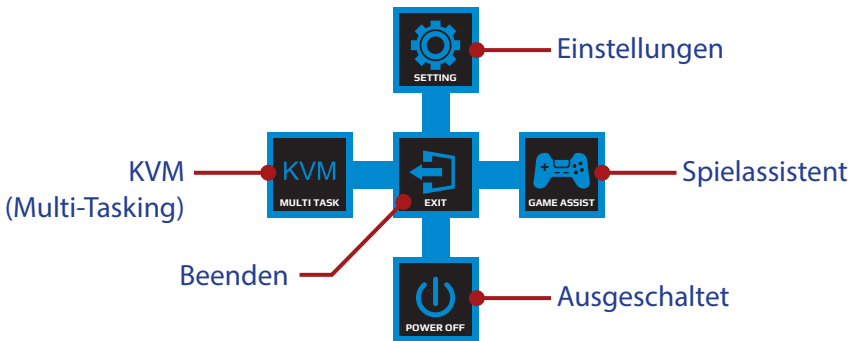 SETTING
Einstellungen
KVM
(Multi-Tasking)
KVM
MULTI TASK
EXIT
GAME ASSIST
Spielassistent
Beenden
POWER OFF
Ausgeschaltet